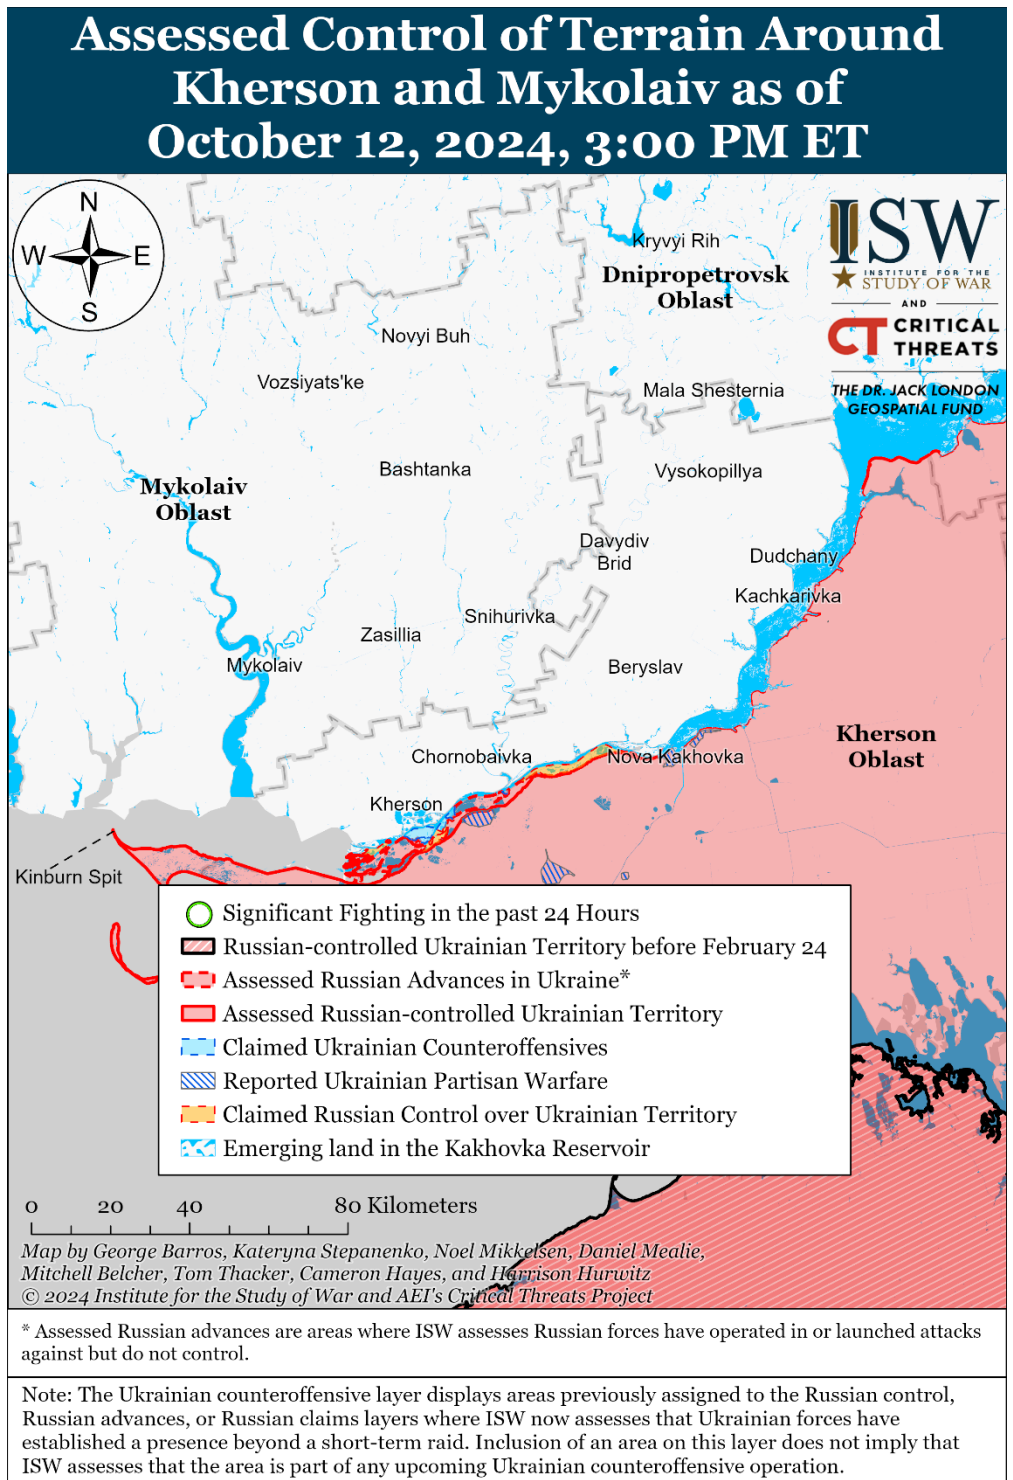 Assessed Control of Terrain Around
Kherson and Mykolaiv as of
October 12, 2024, 3:00 PM ET
N
W
E
S
ISW
INSTITUTE FOR THE
STUDY OF WAR
AND
CT CRITICAL
THREATS
THE DR. JACK LONDON
GEOSPATIAL FUND
Kryvyi Rih
Dnipropetrovsk
Oblast
Novyi Buh
Vozsiyats'ke
Mala Shesternia
Bashtanka
Vysokopillya
Mykolaiv
Oblast
Davydiv
Brid
Dudchany
Kachkarivka
Snihurivka
Zasillia
Mykolaiv
Beryslav
Kherson
Oblast
Chornobaivka
Nova Kakhovka
Kherson
Kinburn Spit
Significant Fighting in the past 24 Hours
Russian-controlled Ukrainian Territory before February 24
Assessed Russian Advances in Ukraine*
Assessed Russian-controlled Ukrainian Territory
Claimed Ukrainian Counteroffensives
Reported Ukrainian Partisan Warfare
Claimed Russian Control over Ukrainian Territory
Emerging land in the Kakhovka Reservoir
0 20 40 80 Kilometers
Map by George Barros, Kateryna Stepanenko, Noel Mikkelsen, Daniel Mealie,
Mitchell Belcher, Tom Thacker, Cameron Hayes, and Harrison Hurwitz
© 2024 Institute for the Study of War and AEI's Critical Threats Project
* Assessed Russian advances are areas where ISW assesses Russian forces have operated in or launched attacks
against but do not control.
Note: The Ukrainian counteroffensive layer displays areas previously assigned to the Russian control,
Russian advances, or Russian claims layers where ISW now assesses that Ukrainian forces have
established a presence beyond a short-term raid. Inclusion of an area on this layer does not imply that
ISW assesses that the area is part of any upcoming Ukrainian counteroffensive operation.